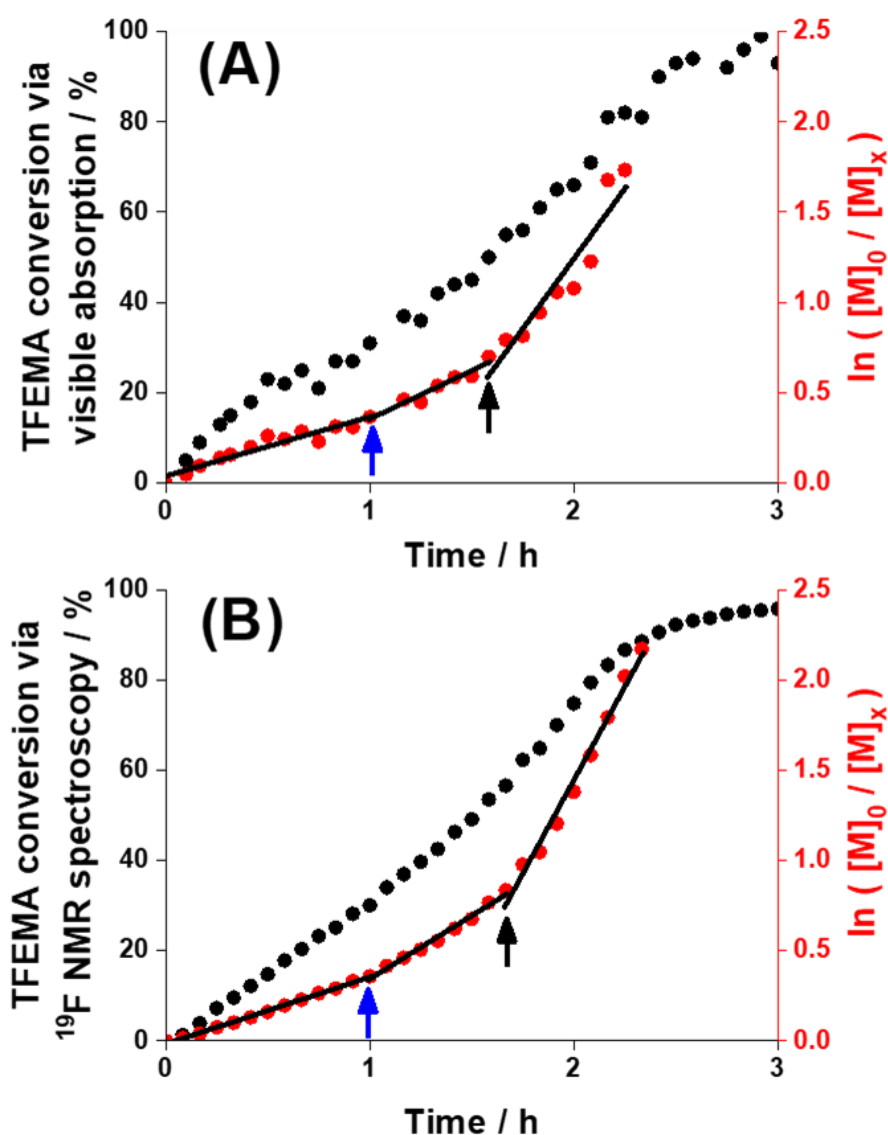 (A)
TFEMA conversion via
visible absorption / %
100
80
60
40
20
0
2.5
2.0
1.5
1.0
0.5
0.0
ln ( [M]₀ / [M]ₓ)
0 1 2 3
Time / h
(B)
TFEMA conversion via
¹⁹F NMR spectroscopy / %
100
80
60
40
20
0
2.5
2.0
1.5
1.0
0.5
0.0
ln ( [M]₀ / [M]ₓ)
0 1 2 3
Time / h